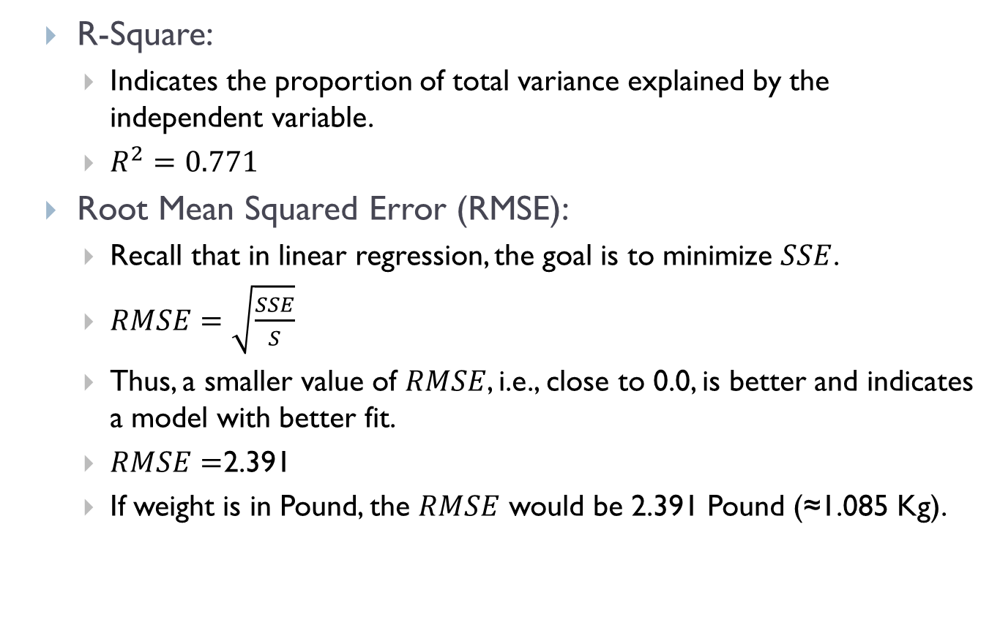 R-Square:
Indicates the proportion of total variance explained by the
independent variable.
R² = 0.771
Root Mean Squared Error (RMSE):
Recall that in linear regression, the goal is to minimize SSE.
RMSE = √(SSE/S)
Thus, a smaller value of RMSE, i.e., close to 0.0, is better and indicates
a model with better fit.
RMSE =2.391
If weight is in Pound, the RMSE would be 2.391 Pound (≈1.085 Kg).